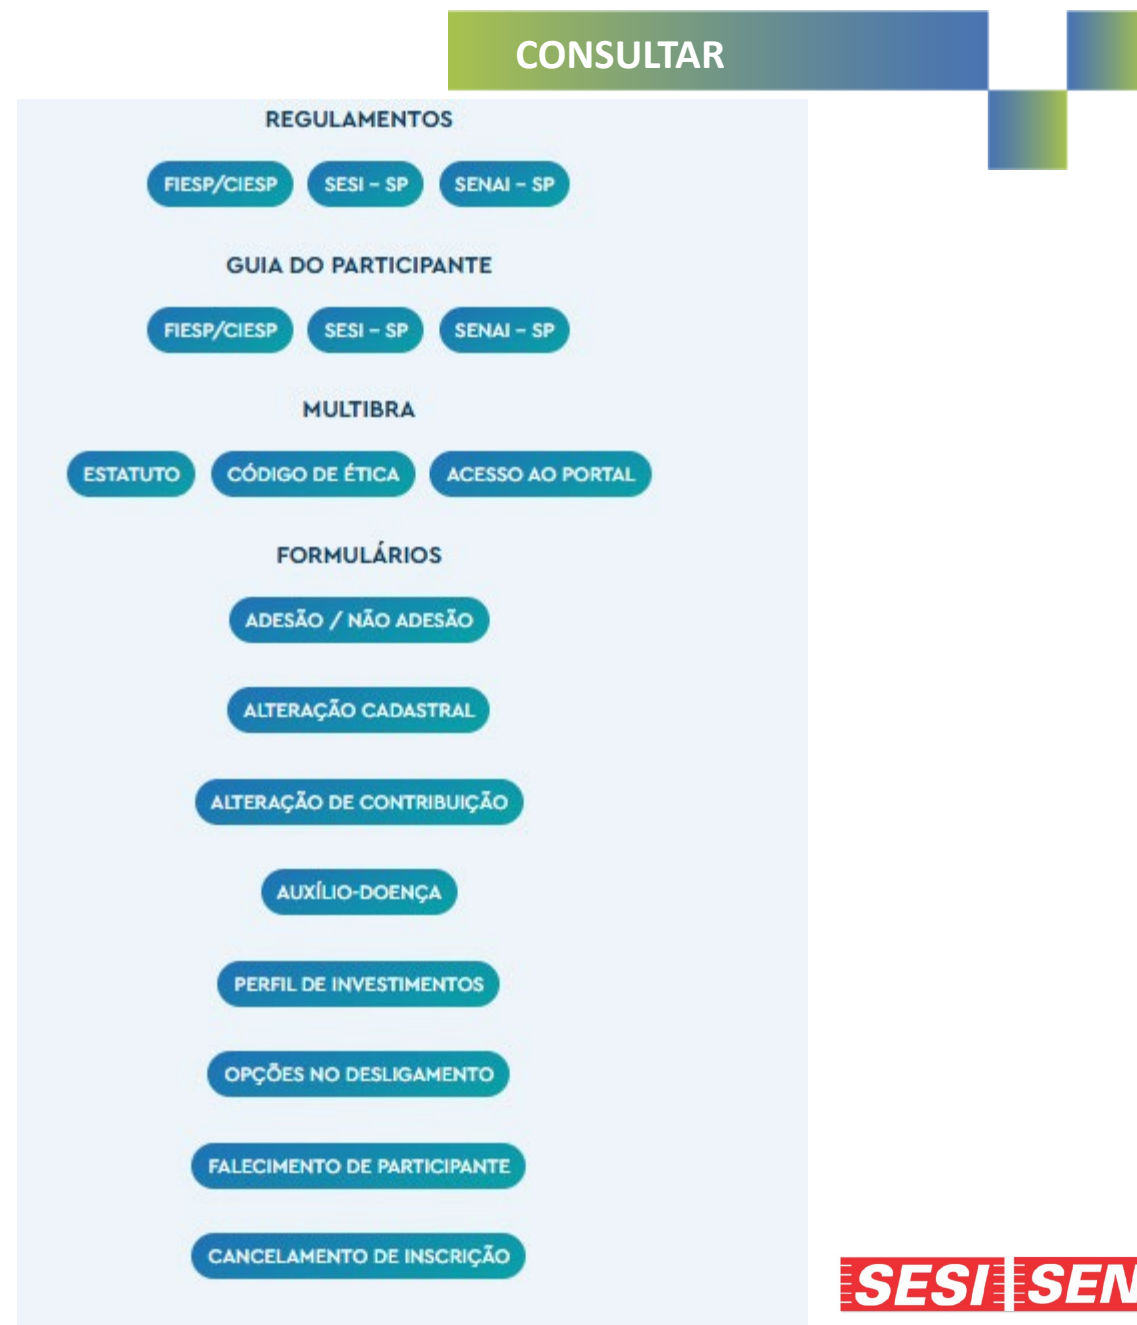 CONSULTAR
REGULAMENTOS
FIESP/CIESP SESI – SP SENAI – SP
GUIA DO PARTICIPANTE
FIESP/CIESP SESI – SP SENAI – SP
MULTIBRA
ESTATUTO CÓDIGO DE ÉTICA ACESSO AO PORTAL
FORMULÁRIOS
ADESÃO / NÃO ADESÃO
ALTERAÇÃO CADASTRAL
ALTERAÇÃO DE CONTRIBUIÇÃO
AUXÍLIO-DOENÇA
PERFIL DE INVESTIMENTOS
OPÇÕES NO DESLIGAMENTO
FALECIMENTO DE PARTICIPANTE
CANCELAMENTO DE INSCRIÇÃO
SESI SEN